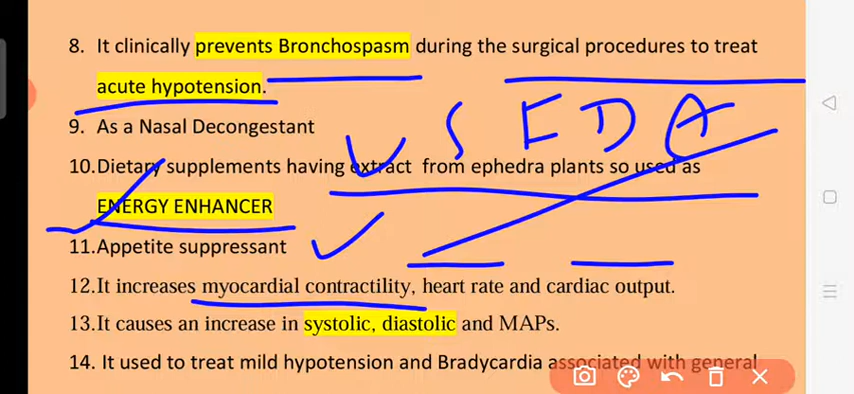 8. It clinically prevents Bronchospasm during the surgical procedures to treat
acute hypotension.
S E D A
9. As a Nasal Decongestant
10.Dietary supplements having extract from ephedra plants so used as
ENERGY ENHANCER
11.Appetite suppressant
12.It increases myocardial contractility, heart rate and cardiac output.
13.It causes an increase in systolic, diastolic and MAPs.
14. It used to treat mild hypotension and Bradycardia associated with general